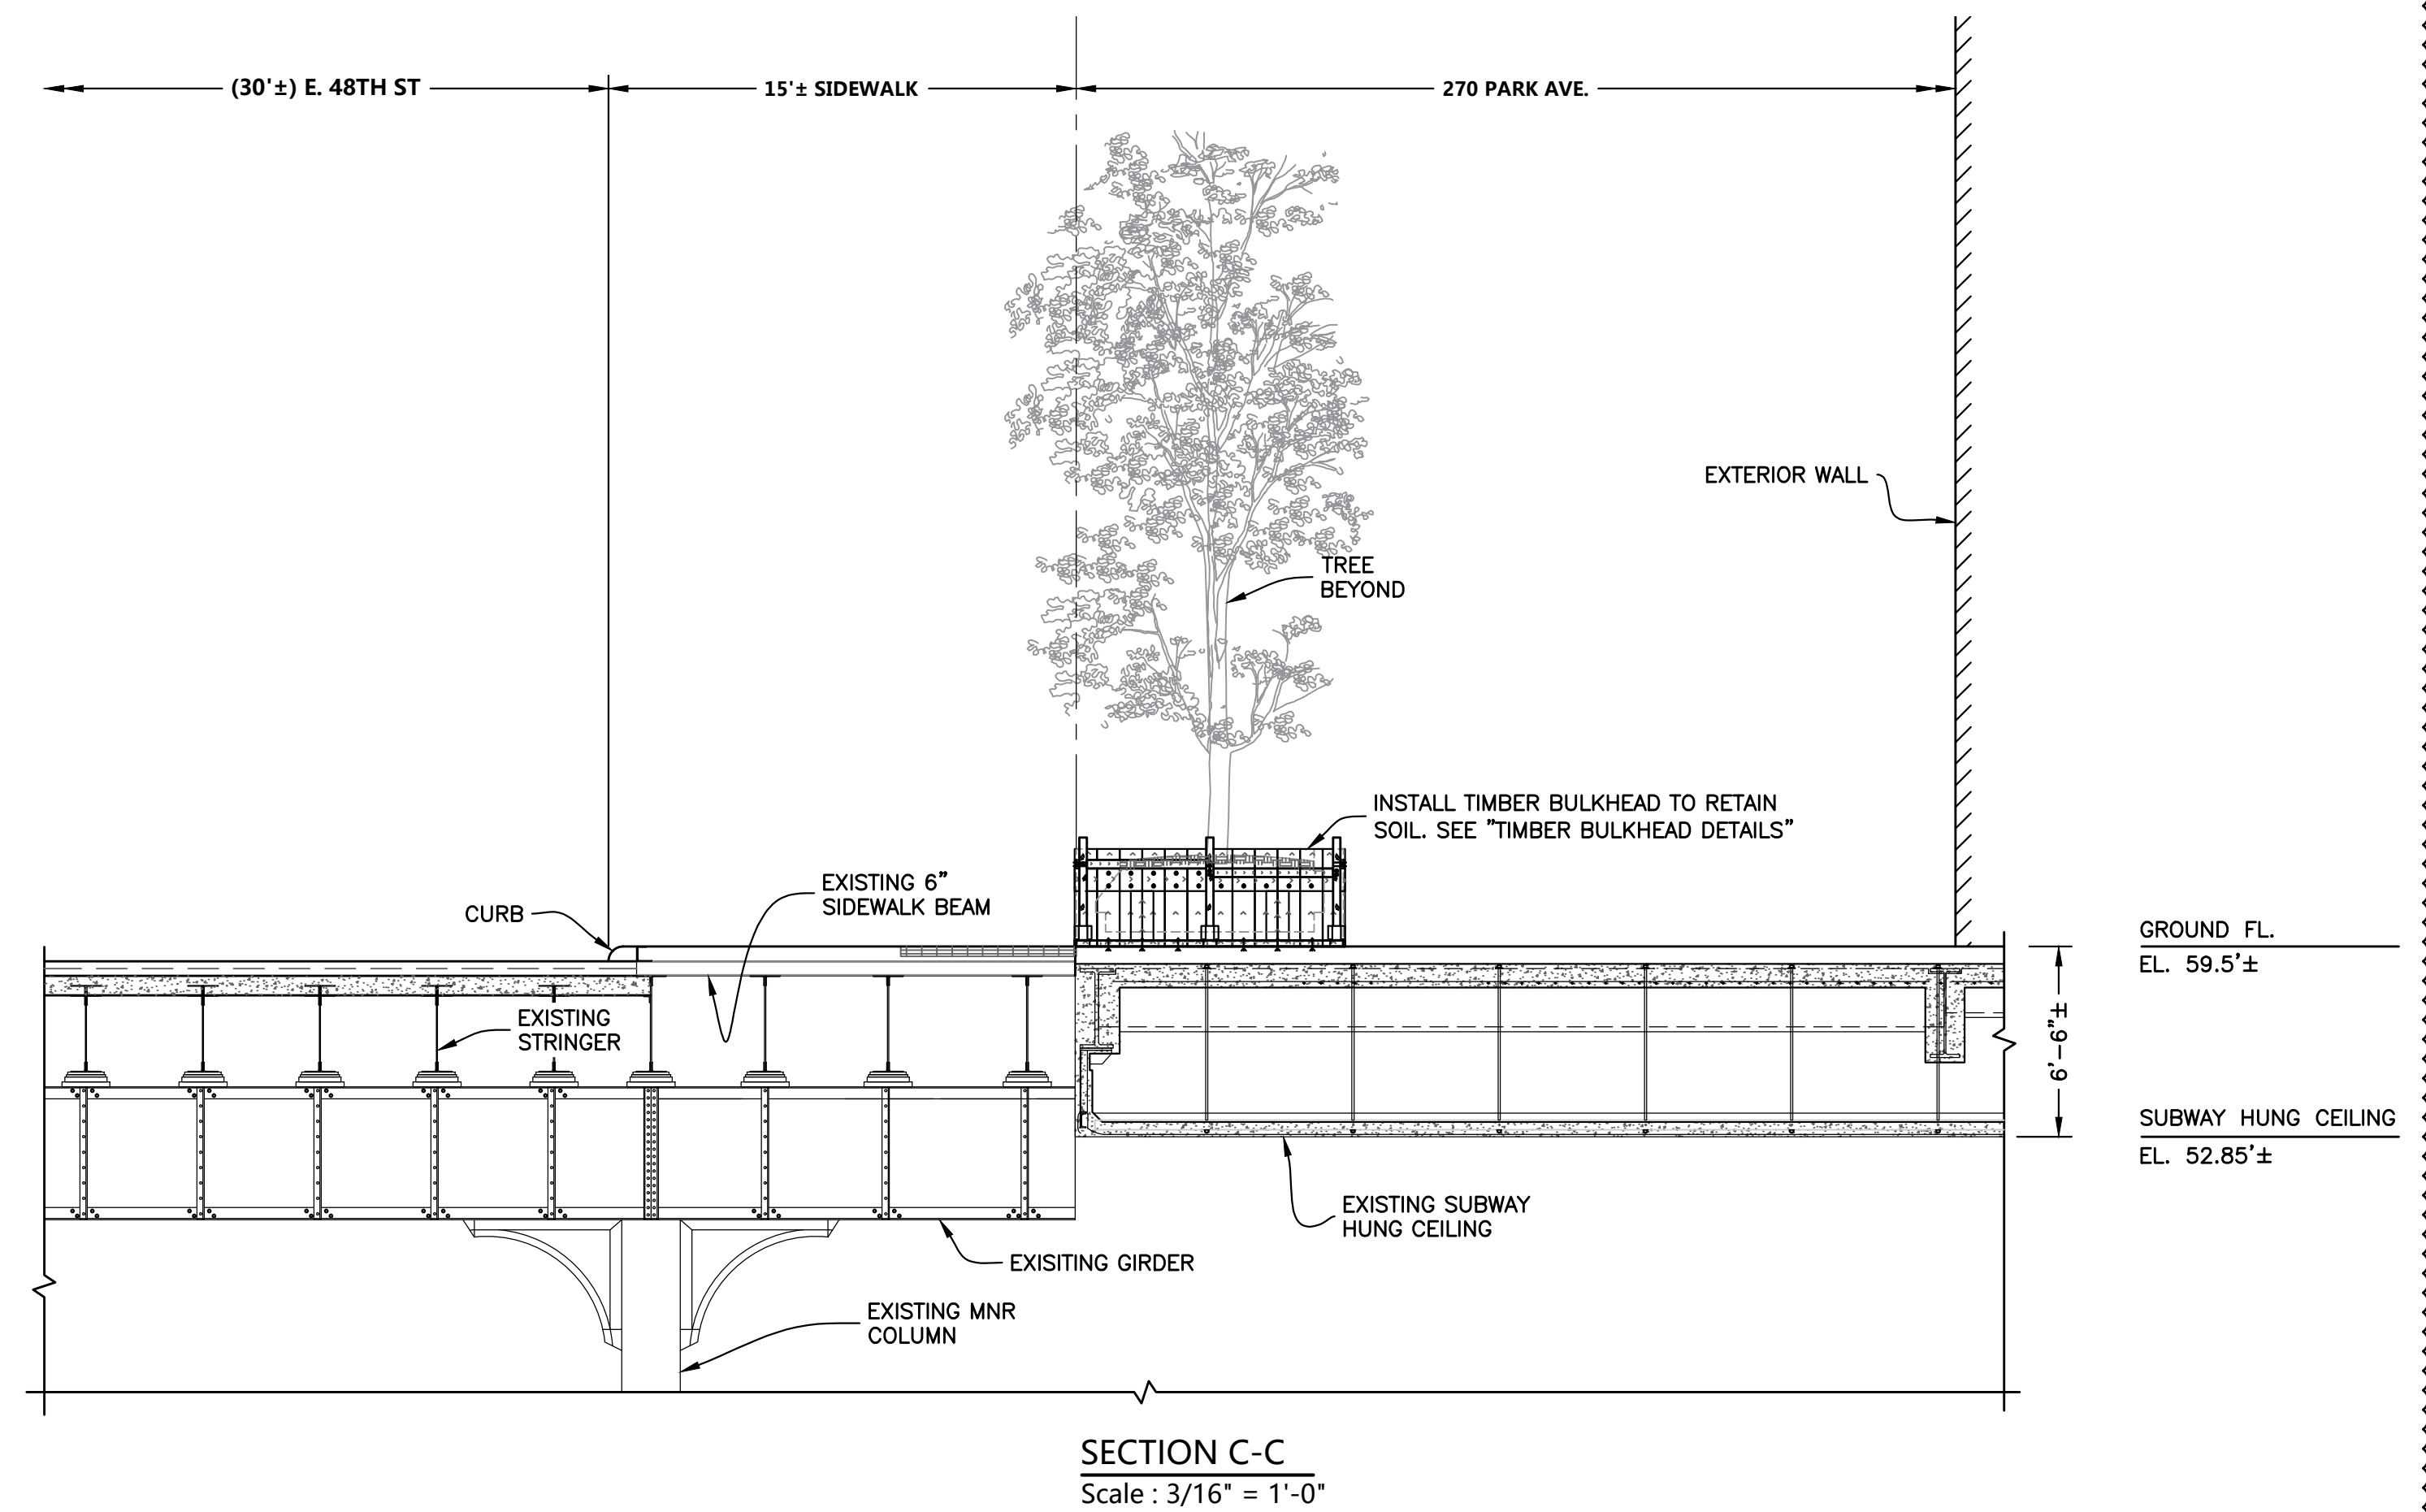 (30'±) E. 48TH ST
15'± SIDEWALK
270 PARK AVE.
EXTERIOR WALL
TREE
BEYOND
INSTALL TIMBER BULKHEAD TO RETAIN
SOIL. SEE "TIMBER BULKHEAD DETAILS"
EXISTING 6"
SIDEWALK BEAM
CURB
GROUND FL.
EL. 59.5'±
EXISTING
STRINGER
6'-6"±
SUBWAY HUNG CEILING
EL. 52.85'±
EXISTING SUBWAY
HUNG CEILING
EXISITING GIRDER
EXISTING MNR
COLUMN
SECTION C-C
Scale : 3/16" = 1'-0"